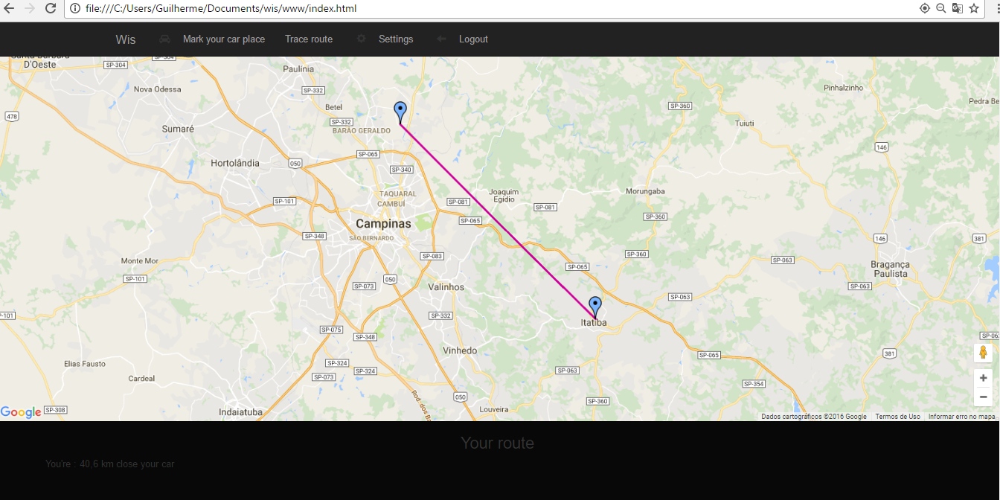 file:///C:/Users/Guilherme/Documents/wis/www/index.html
Wis Mark your car place Trace route Settings Logout
D'Oeste
SP-304
SP-304
Paulínia
Nova Odessa
SP-332
Pinhalzinho
Betel
SP-360
Pedra Be
478
SP-332
Tuiuti
Sumaré
BARÃO GERALDO
146
SP-065
Hortolândia
050
SP-340
TAQUARAL
CAMBUÍ
Joaquim
Egídio
Morungaba
SP-101
SP-081
SP-081
SP-065
SP-360
Campinas
SÃO BERNARDO
SP-348
146
381
SP-083
SP-360
Monte Mor
SP-063
SP-065
Bragança
Paulista
SP-101
050
SP-073
Valinhos
SP-063
SP-063
-101
SP-332
Itatiba
SP-075
SP-348
SP-06
Vinhedo
381
SP-065
Elias Fausto
SP-324
SP-324
SP-063
SP-073
Cardeal
SP-354
050
Rod. dos Ba
SP-360
Google
SP-308
Indaiatuba
Louveira
Dados cartográficos ©2016 Google Termos de Uso Informar erro no mapa
Your route
You're : 40,6 km close your car